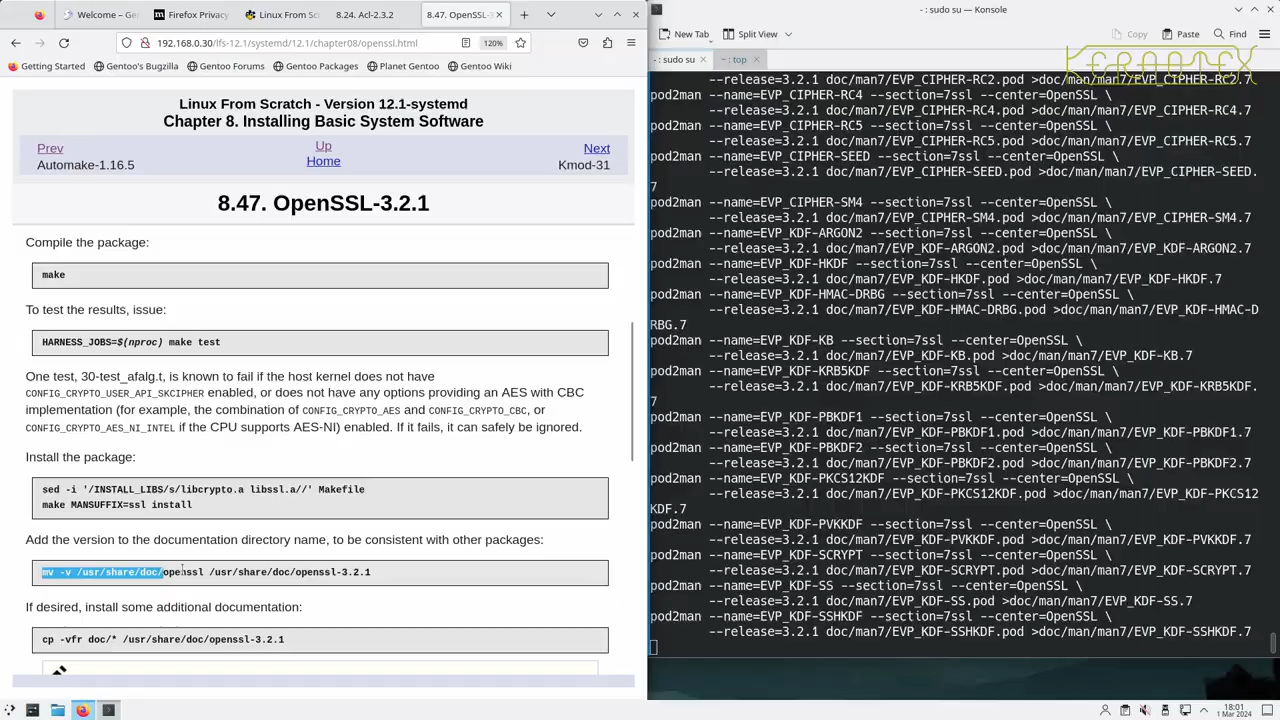 Welcome – Ge
Firefox Privacy
Linux From Scr
8.24. Acl-2.3.2
8.47. OpenSSL-3
192.168.0.30/lfs-12.1/systemd/12.1/chapter08/openssl.html
120%
Getting Started
Gentoo's Bugzilla
Gentoo Forums
Gentoo Packages
Planet Gentoo
Gentoo Wiki
Linux From Scratch - Version 12.1-systemd
Chapter 8. Installing Basic System Software
Prev
Up
Next
Automake-1.16.5
Home
Kmod-31
8.47. OpenSSL-3.2.1
Compile the package:
make
To test the results, issue:
HARNESS_JOBS=$(nproc) make test
One test, 30-test_afalg.t, is known to fail if the host kernel does not have
CONFIG_CRYPTO_USER_API_SKCIPHER enabled, or does not have any options providing an AES with CBC
implementation (for example, the combination of CONFIG_CRYPTO_AES and CONFIG_CRYPTO_CBC, or
CONFIG_CRYPTO_AES_NI_INTEL if the CPU supports AES-NI) enabled. If it fails, it can safely be ignored.
Install the package:
sed -i '/INSTALL_LIBS/s/libcrypto.a libssl.a//' Makefile
make MANSUFFIX=ssl install
Add the version to the documentation directory name, to be consistent with other packages:
mv -v /usr/share/doc/openssl /usr/share/doc/openssl-3.2.1
If desired, install some additional documentation:
cp -vfr doc/* /usr/share/doc/openssl-3.2.1
- : sudo su — Konsole
New Tab
Split View
Copy
Paste
Find
KERNOTEX
- : sudo su
~ : top
--release=3.2.1 doc/man7/EVP_CIPHER-RC2.pod >doc/man/man7/EVP_CIPHER-RC2.7
pod2man --name=EVP_CIPHER-RC4 --section=7ssl --center=OpenSSL \
--release=3.2.1 doc/man7/EVP_CIPHER-RC4.pod >doc/man/man7/EVP_CIPHER-RC4.7
pod2man --name=EVP_CIPHER-RC5 --section=7ssl --center=OpenSSL \
--release=3.2.1 doc/man7/EVP_CIPHER-RC5.pod >doc/man/man7/EVP_CIPHER-RC5.7
pod2man --name=EVP_CIPHER-SEED --section=7ssl --center=OpenSSL \
--release=3.2.1 doc/man7/EVP_CIPHER-SEED.pod >doc/man/man7/EVP_CIPHER-SEED.
7
pod2man --name=EVP_CIPHER-SM4 --section=7ssl --center=OpenSSL \
--release=3.2.1 doc/man7/EVP_CIPHER-SM4.pod >doc/man/man7/EVP_CIPHER-SM4.7
pod2man --name=EVP_KDF-ARGON2 --section=7ssl --center=OpenSSL \
--release=3.2.1 doc/man7/EVP_KDF-ARGON2.pod >doc/man/man7/EVP_KDF-ARGON2.7
pod2man --name=EVP_KDF-HKDF --section=7ssl --center=OpenSSL \
--release=3.2.1 doc/man7/EVP_KDF-HKDF.pod >doc/man/man7/EVP_KDF-HKDF.7
pod2man --name=EVP_KDF-HMAC-DRBG --section=7ssl --center=OpenSSL \
--release=3.2.1 doc/man7/EVP_KDF-HMAC-DRBG.pod >doc/man/man7/EVP_KDF-HMAC-D
RBG.7
pod2man --name=EVP_KDF-KB --section=7ssl --center=OpenSSL \
--release=3.2.1 doc/man7/EVP_KDF-KB.pod >doc/man/man7/EVP_KDF-KB.7
pod2man --name=EVP_KDF-KRB5KDF --section=7ssl --center=OpenSSL \
--release=3.2.1 doc/man7/EVP_KDF-KRB5KDF.pod >doc/man/man7/EVP_KDF-KRB5KDF.
7
pod2man --name=EVP_KDF-PBKDF1 --section=7ssl --center=OpenSSL \
--release=3.2.1 doc/man7/EVP_KDF-PBKDF1.pod >doc/man/man7/EVP_KDF-PBKDF1.7
pod2man --name=EVP_KDF-PBKDF2 --section=7ssl --center=OpenSSL \
--release=3.2.1 doc/man7/EVP_KDF-PBKDF2.pod >doc/man/man7/EVP_KDF-PBKDF2.7
pod2man --name=EVP_KDF-PKCS12KDF --section=7ssl --center=OpenSSL \
--release=3.2.1 doc/man7/EVP_KDF-PKCS12KDF.pod >doc/man/man7/EVP_KDF-PKCS12
KDF.7
pod2man --name=EVP_KDF-PVKKDF --section=7ssl --center=OpenSSL \
--release=3.2.1 doc/man7/EVP_KDF-PVKKDF.pod >doc/man/man7/EVP_KDF-PVKKDF.7
pod2man --name=EVP_KDF-SCRYPT --section=7ssl --center=OpenSSL \
--release=3.2.1 doc/man7/EVP_KDF-SCRYPT.pod >doc/man/man7/EVP_KDF-SCRYPT.7
pod2man --name=EVP_KDF-SS --section=7ssl --center=OpenSSL \
--release=3.2.1 doc/man7/EVP_KDF-SS.pod >doc/man/man7/EVP_KDF-SS.7
pod2man --name=EVP_KDF-SSHKDF --section=7ssl --center=OpenSSL \
--release=3.2.1 doc/man7/EVP_KDF-SSHKDF.pod >doc/man/man7/EVP_KDF-SSHKDF.7
18:01
1 Mar 2024